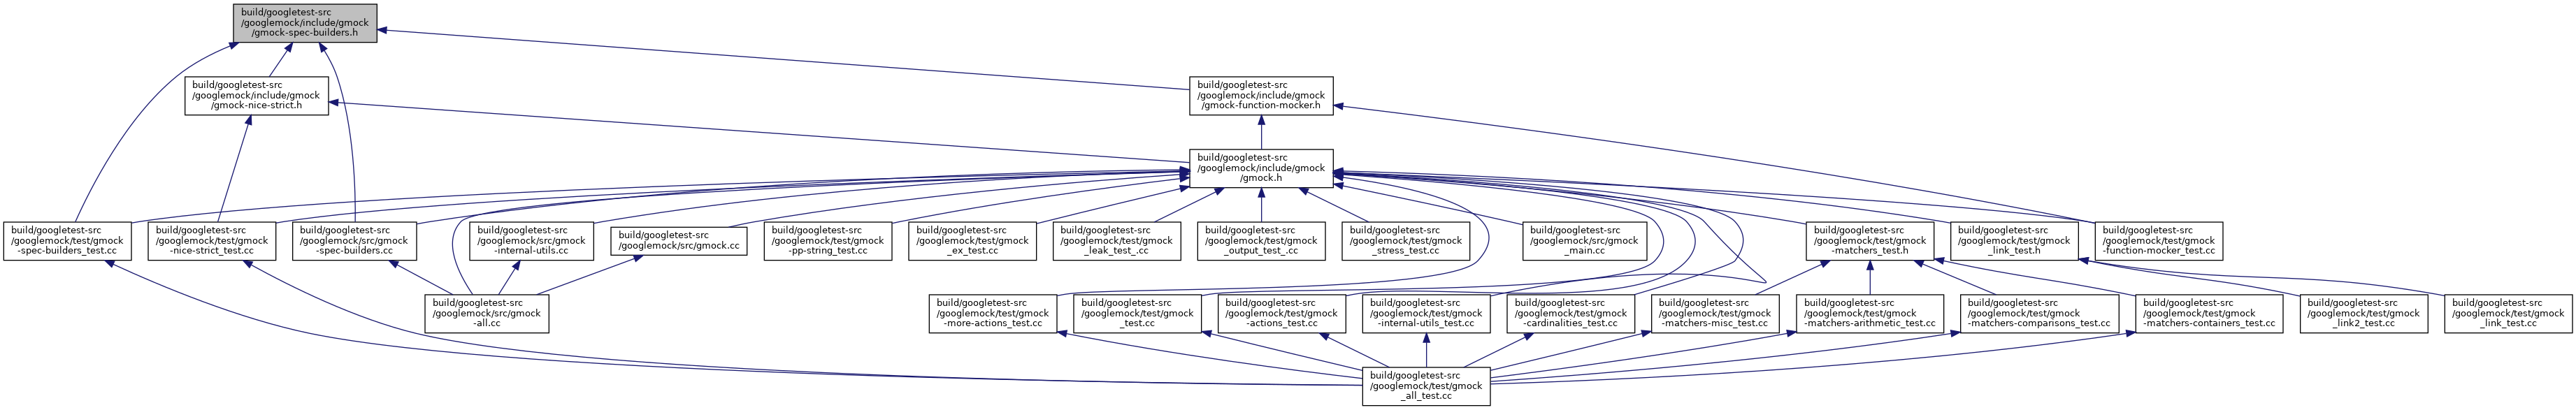 build/googletest-src
/googlemock/include/gmock
/gmock-spec-builders.h
build/googletest-src
/googlemock/include/gmock
/gmock-nice-strict.h
build/googletest-src
/googlemock/include/gmock
/gmock-function-mocker.h
build/googletest-src
/googlemock/include/gmock
/gmock.h
build/googletest-src
/googlemock/test/gmock
-spec-builders_test.cc
build/googletest-src
/googlemock/test/gmock
-nice-strict_test.cc
build/googletest-src
/googlemock/src/gmock
-spec-builders.cc
build/googletest-src
/googlemock/src/gmock
-internal-utils.cc
build/googletest-src
/googlemock/src/gmock.cc
build/googletest-src
/googlemock/test/gmock
-pp-string_test.cc
build/googletest-src
/googlemock/test/gmock
_ex_test.cc
build/googletest-src
/googlemock/test/gmock
_leak_test_.cc
build/googletest-src
/googlemock/test/gmock
_output_test_.cc
build/googletest-src
/googlemock/test/gmock
_stress_test.cc
build/googletest-src
/googlemock/src/gmock
_main.cc
build/googletest-src
/googlemock/test/gmock
-matchers_test.h
build/googletest-src
/googlemock/test/gmock
_link_test.h
build/googletest-src
/googlemock/test/gmock
-function-mocker_test.cc
build/googletest-src
/googlemock/src/gmock
-all.cc
build/googletest-src
/googlemock/test/gmock
-more-actions_test.cc
build/googletest-src
/googlemock/test/gmock
_test.cc
build/googletest-src
/googlemock/test/gmock
-actions_test.cc
build/googletest-src
/googlemock/test/gmock
-internal-utils_test.cc
build/googletest-src
/googlemock/test/gmock
-cardinalities_test.cc
build/googletest-src
/googlemock/test/gmock
-matchers-misc_test.cc
build/googletest-src
/googlemock/test/gmock
-matchers-arithmetic_test.cc
build/googletest-src
/googlemock/test/gmock
-matchers-comparisons_test.cc
build/googletest-src
/googlemock/test/gmock
-matchers-containers_test.cc
build/googletest-src
/googlemock/test/gmock
_link2_test.cc
build/googletest-src
/googlemock/test/gmock
_link_test.cc
build/googletest-src
/googlemock/test/gmock
_all_test.cc